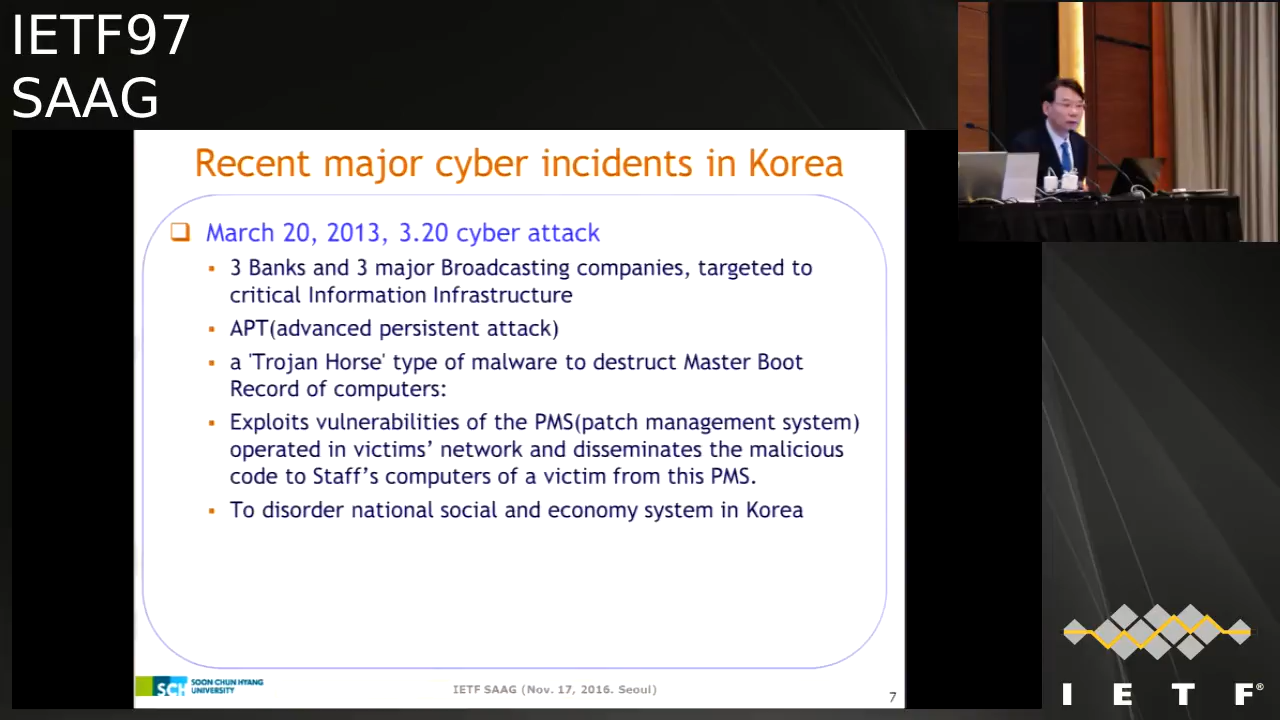 IETF97
SAAG
Recent major cyber incidents in Korea
March 20, 2013, 3.20 cyber attack
3 Banks and 3 major Broadcasting companies, targeted to
critical Information Infrastructure
APT(advanced persistent attack)
a 'Trojan Horse' type of malware to destruct Master Boot
Record of computers:
Exploits vulnerabilities of the PMS(patch management system)
operated in victims’ network and disseminates the malicious
code to Staff’s computers of a victim from this PMS.
To disorder national social and economy system in Korea
SCH SOON CHUN HYANG
UNIVERSITY
IETF SAAG (Nov. 17, 2016. Seoul)
7
I E T F®